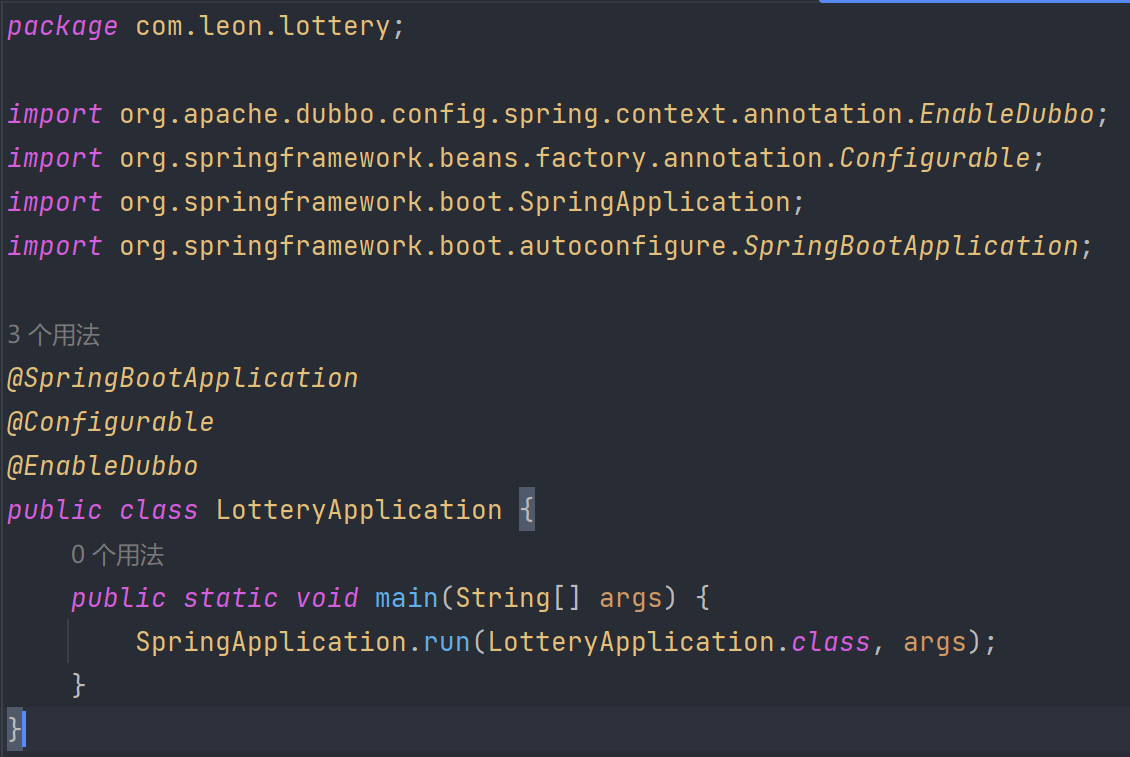 package com.leon.lottery;
import org.apache.dubbo.config.spring.context.annotation.EnableDubbo;
import org.springframework.beans.factory.annotation.Configurable;
import org.springframework.boot.SpringApplication;
import org.springframework.boot.autoconfigure.SpringBootApplication;
3 个用法
@SpringBootApplication
@Configurable
@EnableDubbo
public class LotteryApplication {
0 个用法
public static void main(String[] args) {
SpringApplication.run(LotteryApplication.class, args);
}
}